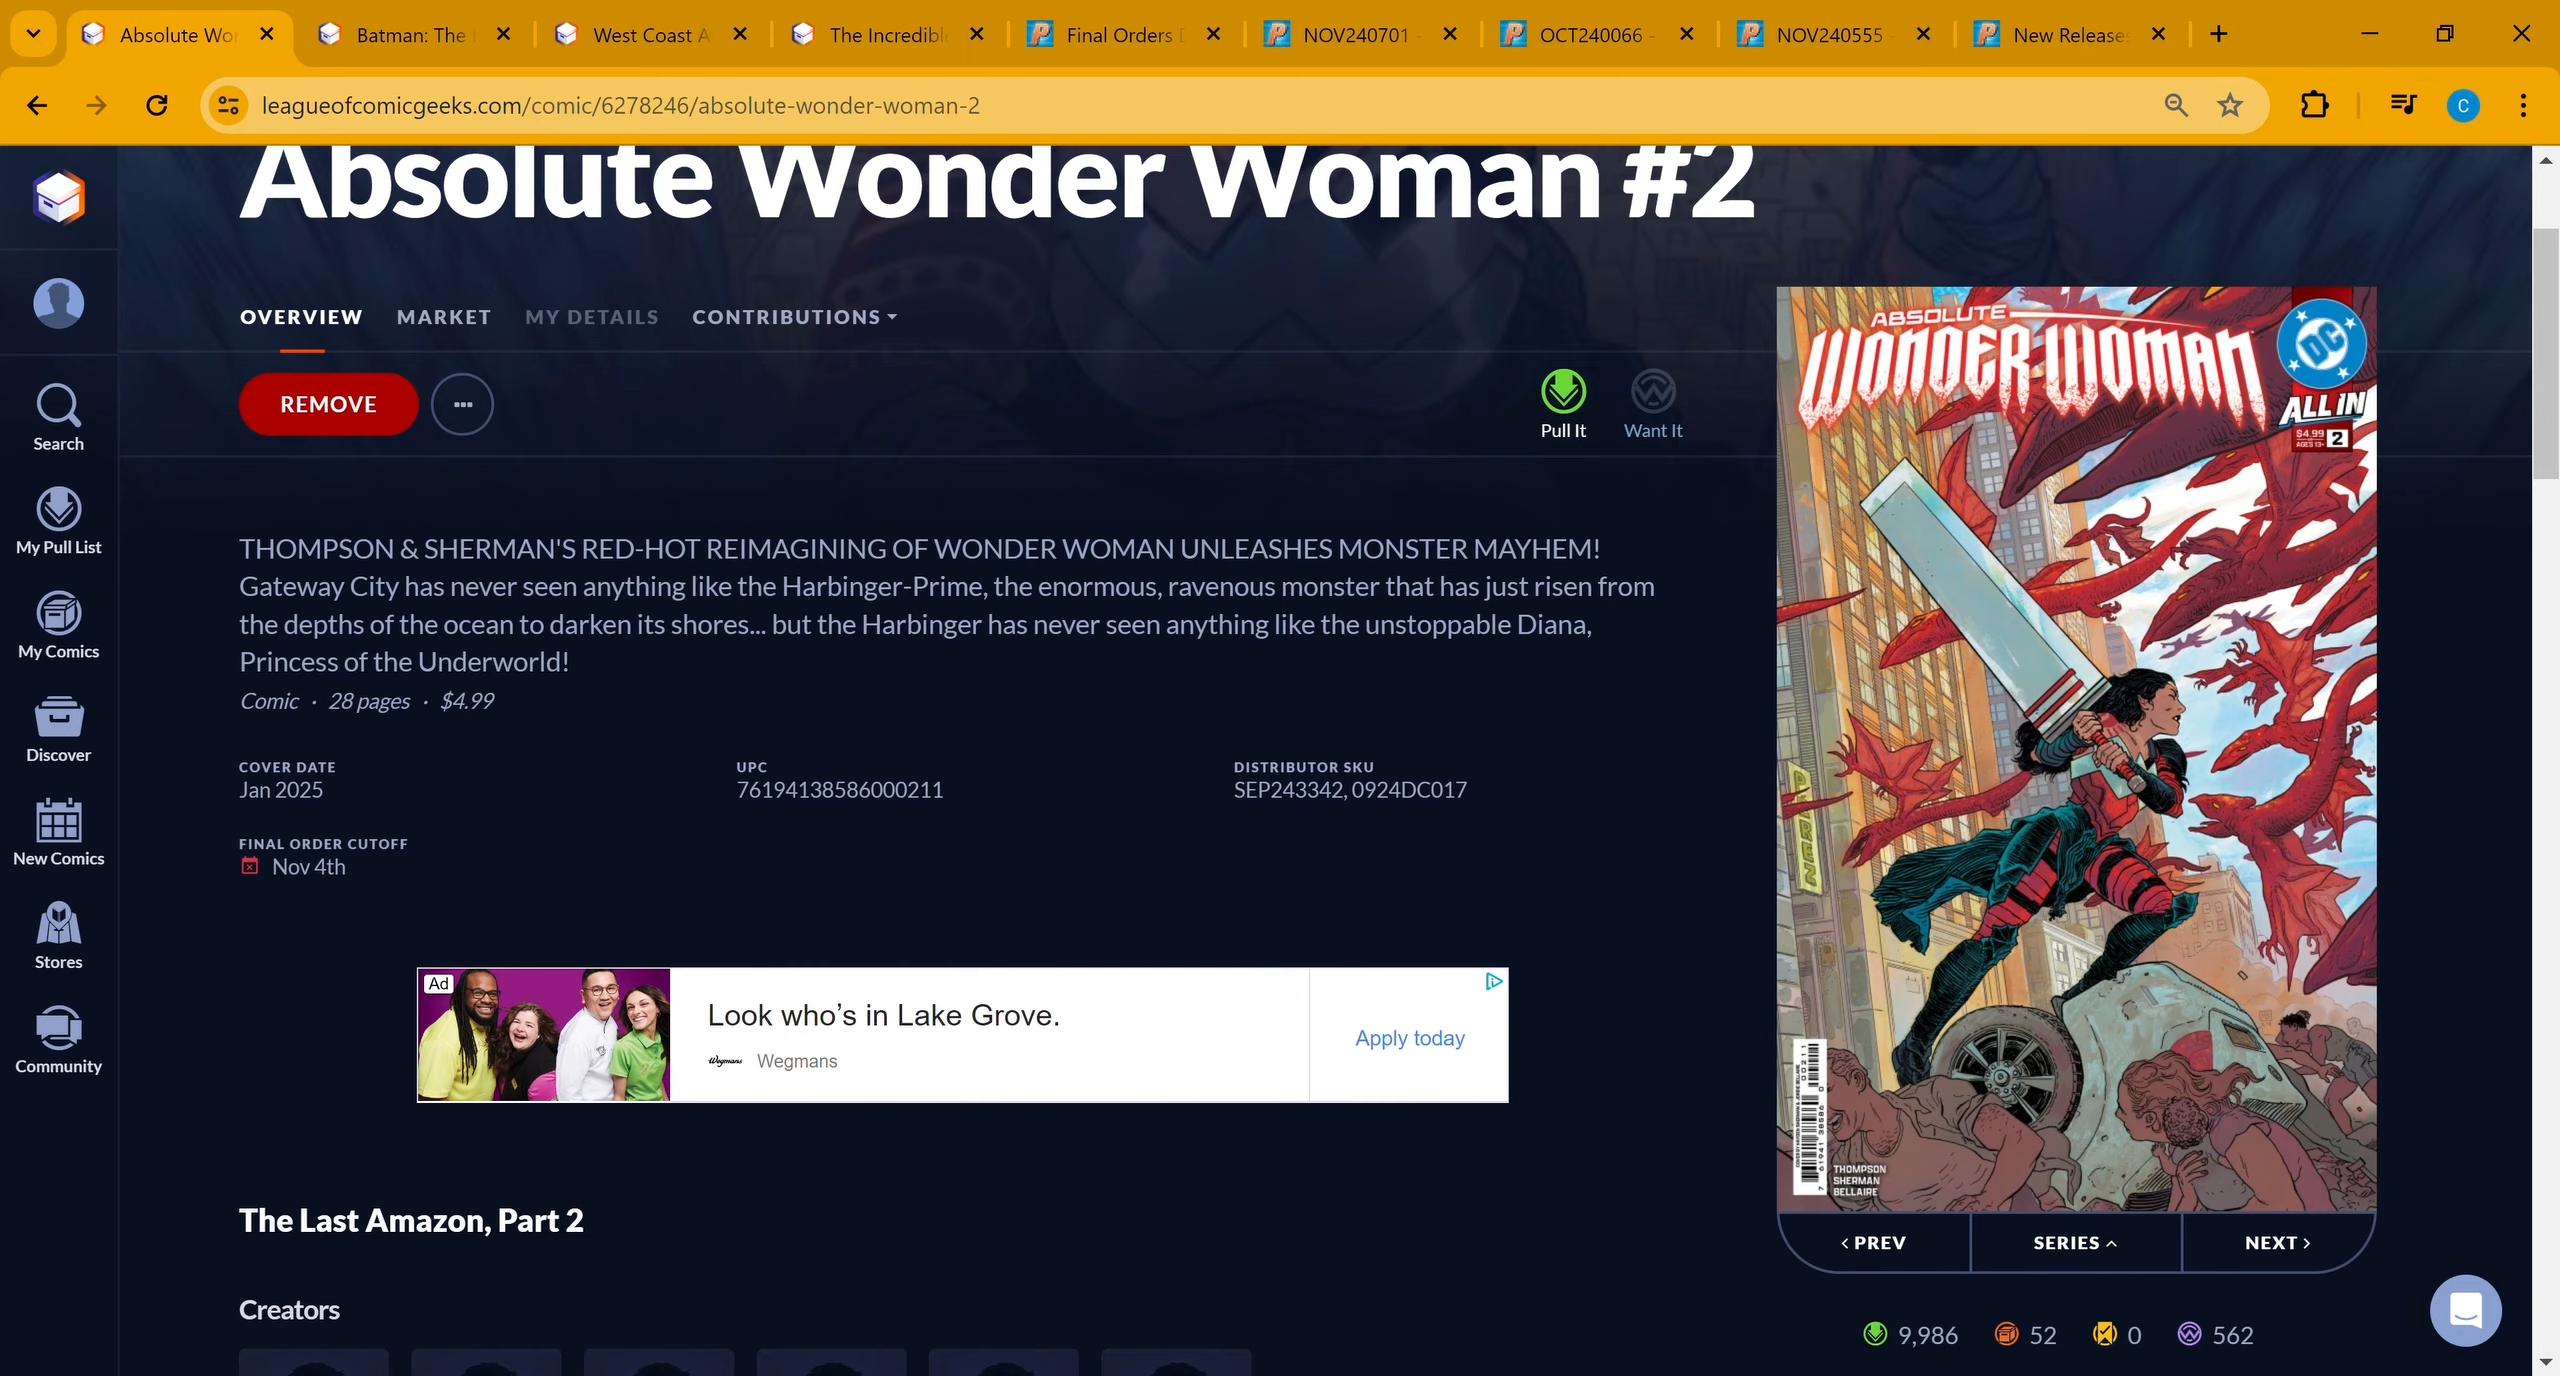 Absolute Wo
Batman: The
West Coast A
The Incredibl
Final Orders
NOV240701 -
OCT240066 -
NOV240555 -
New Release
leagueofcomicgeeks.com/comic/6278246/absolute-wonder-woman-2
C
Absolute Wonder Woman #2
OVERVIEW
MARKET
MY DETAILS
CONTRIBUTIONS
REMOVE
Pull It
Want It
Search
My Pull List
My Comics
Discover
New Comics
Stores
Community
THOMPSON & SHERMAN'S RED-HOT REIMAGINING OF WONDER WOMAN UNLEASHES MONSTER MAYHEM!
Gateway City has never seen anything like the Harbinger-Prime, the enormous, ravenous monster that has just risen from
the depths of the ocean to darken its shores... but the Harbinger has never seen anything like the unstoppable Diana,
Princess of the Underworld!
Comic · 28 pages · $4.99
COVER DATE
Jan 2025
UPC
76194138586000211
DISTRIBUTOR SKU
SEP243342, 0924DC017
FINAL ORDER CUTOFF
Nov 4th
Ad
Look who's in Lake Grove.
Wegmans
Wegmans
Apply today
The Last Amazon, Part 2
Creators
ABSOLUTE
WONDER WOMAN
DC
ALL IN
$4.99
AGES 13+
2
00211
THOMPSON
SHERMAN
BELLAIRE
< PREV
SERIES
NEXT >
9,986
52
0
562